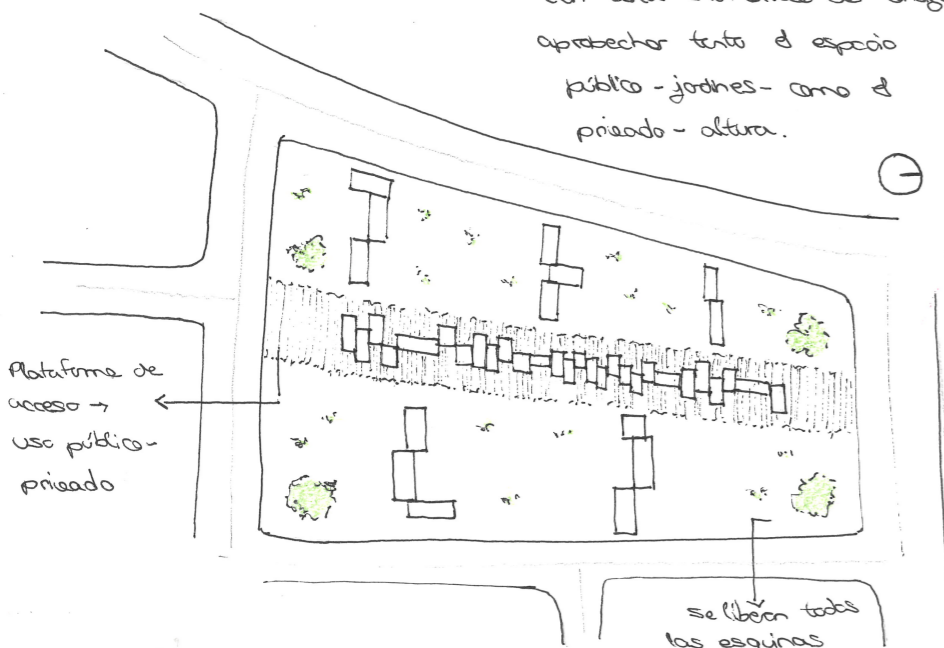 aprobechar tanto el espacio
público - jardines - como el
privado - altura.
Plataforma de
acceso →
uso público -
privado
se liberan todas
las esquinas